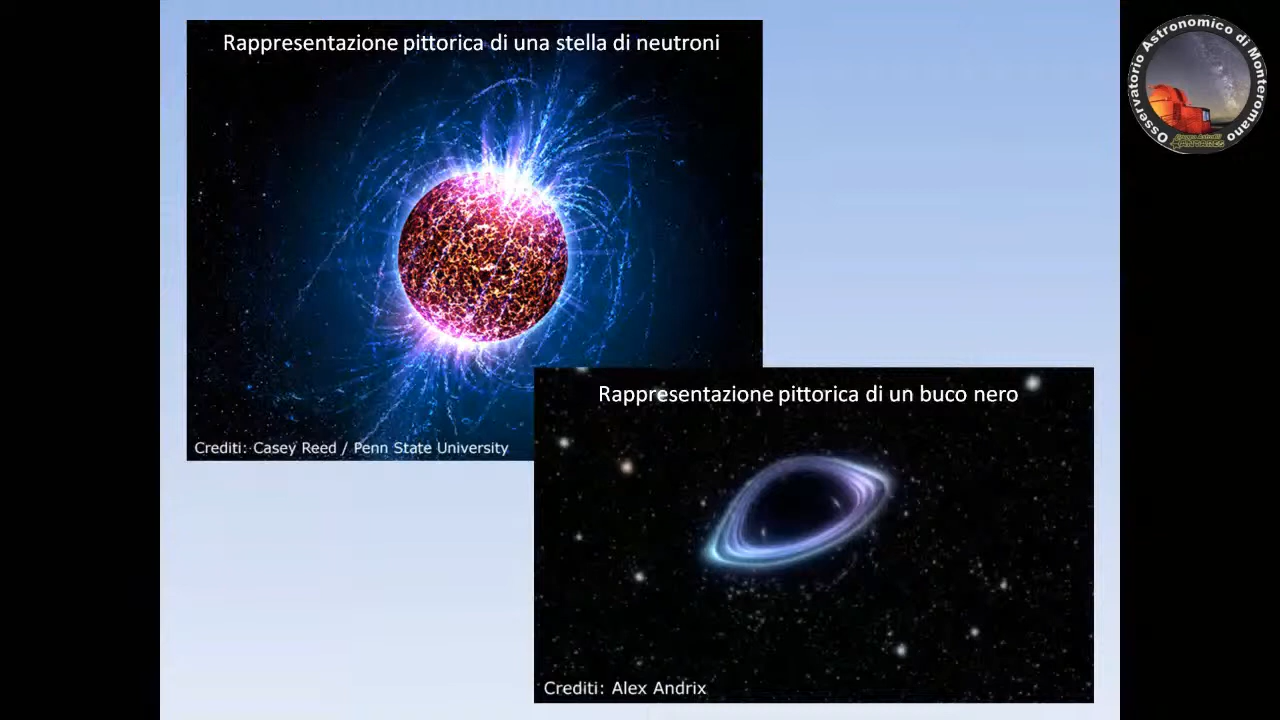 Rappresentazione pittorica di una stella di neutroni
Crediti: Casey Reed / Penn State University
Rappresentazione pittorica di un buco nero
Crediti: Alex Andrix
Osservatorio Astronomico di Monteromano
ANTARES